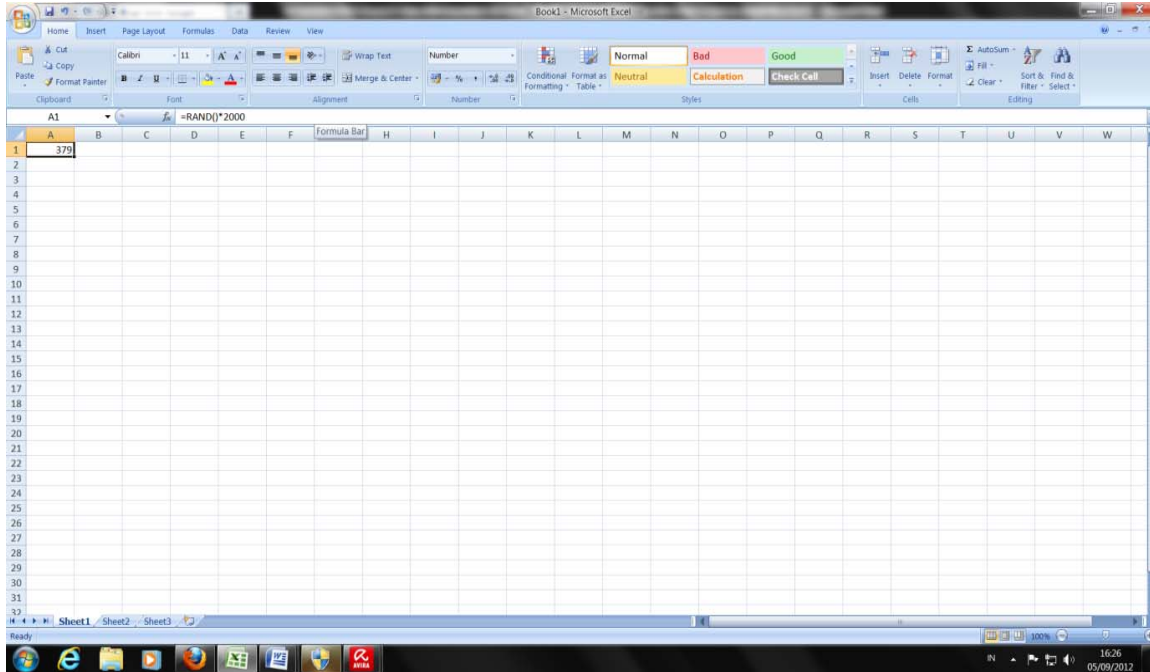 Book1 - Microsoft Excel
Home Insert Page Layout Formulas Data Review View
Paste
Cut
Copy
Format Painter
Clipboard
Calibri 11
B I U
Font
Wrap Text
Merge & Center
Alignment
Number
%
Number
Conditional Formatting
Format as Table
Normal Bad Good
Neutral Calculation Check Cell
Styles
Insert Delete Format
Cells
Σ AutoSum
Fill
Clear
Sort & Filter
Find & Select
Editing
A1 fx =RAND()*2000
Formula Bar
A B C D E F H I J K L M N O P Q R S T U V W
1 379
2
3
4
5
6
7
8
9
10
11
12
13
14
15
16
17
18
19
20
21
22
23
24
25
26
27
28
29
30
31
32
Sheet1 Sheet2 Sheet3
Ready 100%
AVIRA
IN 16:26
05/09/2012